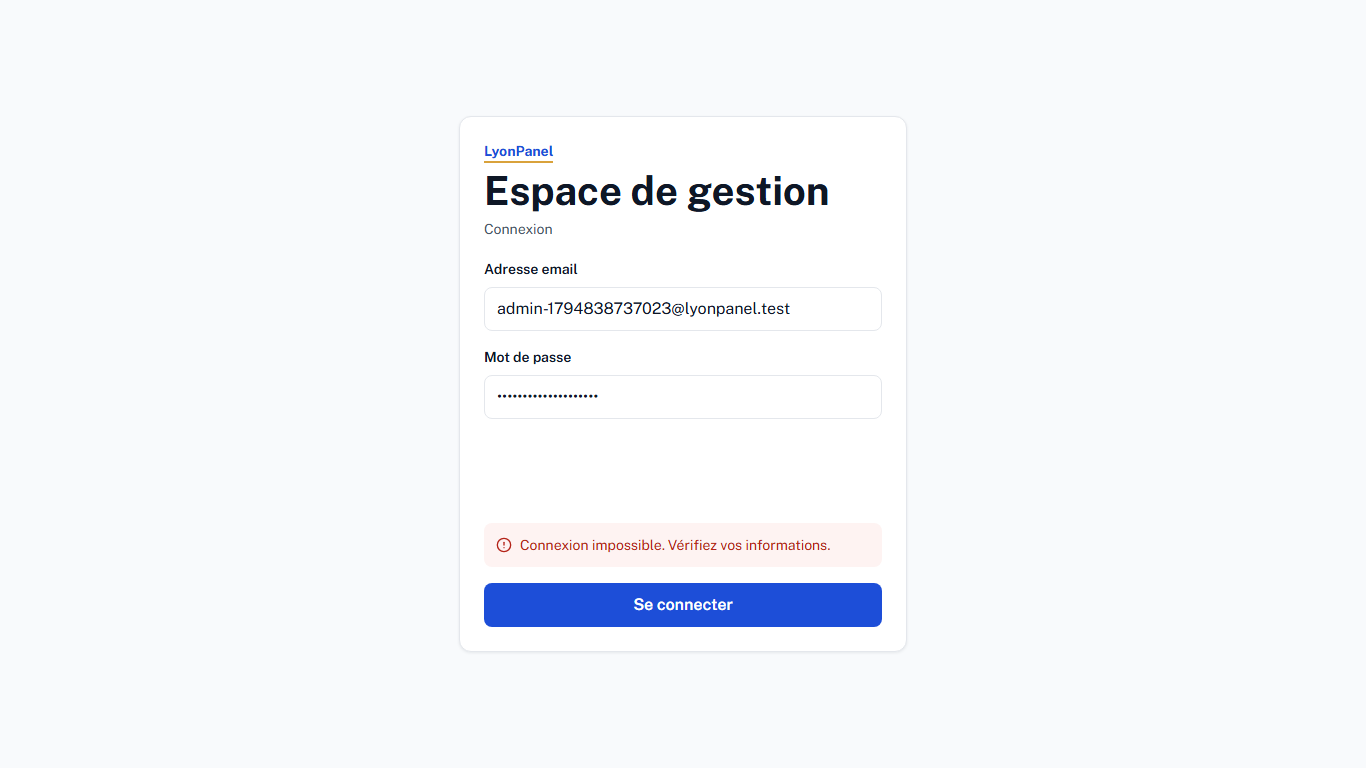 LyonPanel
Espace de gestion
Connexion
Adresse email
admin-1794838737023@lyonpanel.test
Mot de passe
••••••••••••••••••••
Connexion impossible. Vérifiez vos informations.
Se connecter